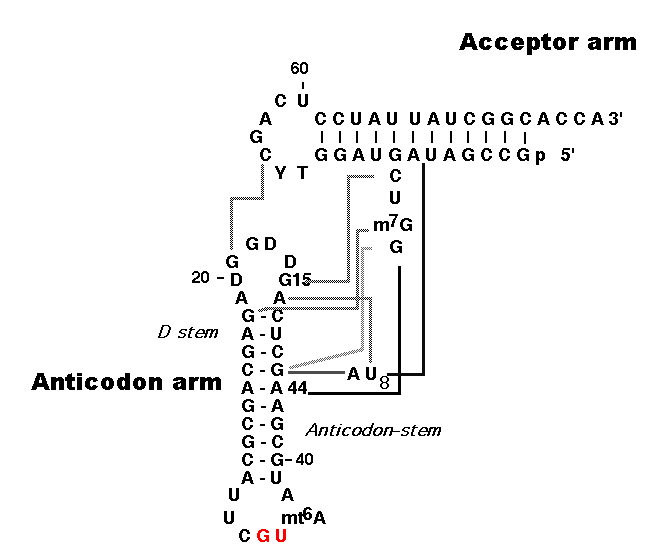 Acceptor arm
60
C U
A C C U A U U A U C G G C A C C A 3'
G
C G G A U G A U A G C C G p 5'
Y T
C
U
m7G
G
G D
G D
20 - D G15
A A
G - C
D stem A - U
G C
C G A U8
Anticodon arm A A 44
G - A
C - G Anticodon-stem
G - C
C - G - 40
A - U
U A
U mt6A
C G U